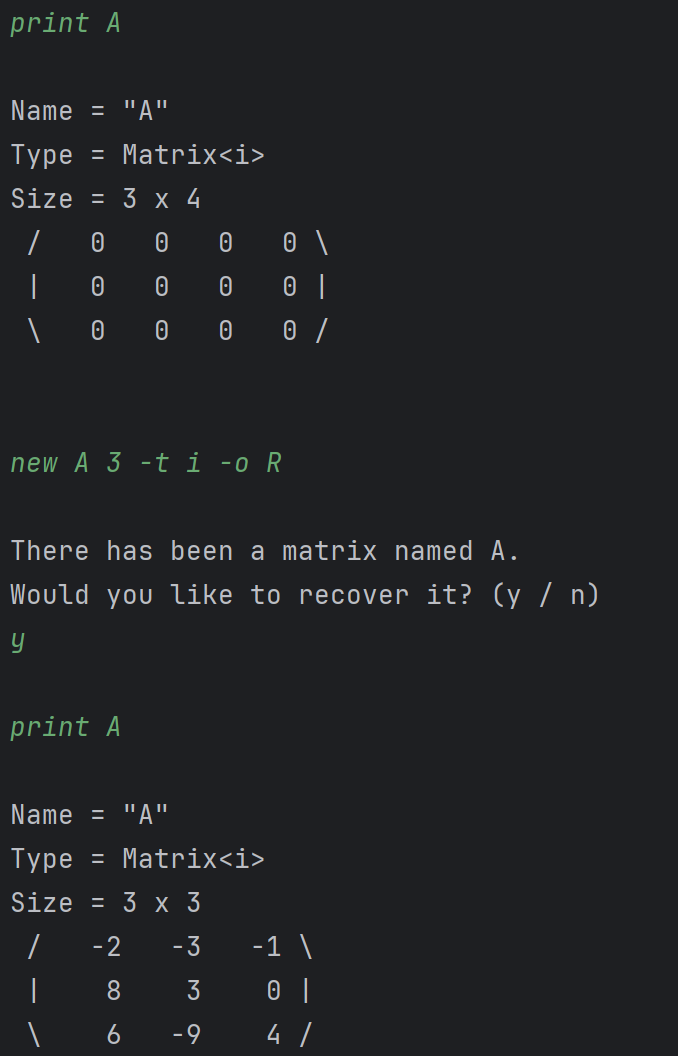 print A
Name = "A"
Type = Matrix<i>
Size = 3 x 4
/   0   0   0   0 \
|   0   0   0   0 |
\   0   0   0   0 /
new A 3 -t i -o R
There has been a matrix named A.
Would you like to recover it? (y / n)
y
print A
Name = "A"
Type = Matrix<i>
Size = 3 x 3
/   -2   -3   -1 \
|    8    3    0 |
\    6   -9    4 /